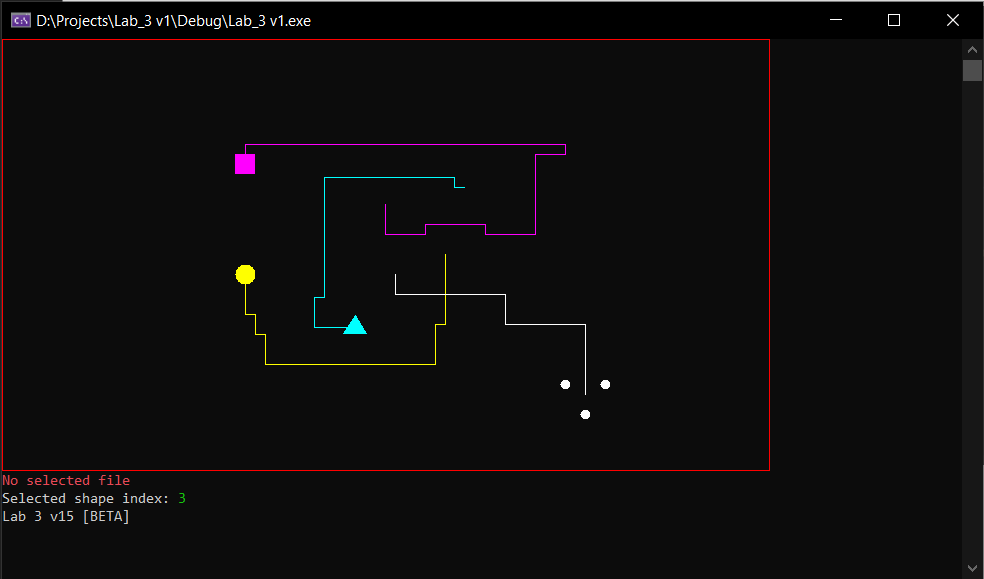 D:\Projects\Lab_3 v1\Debug\Lab_3 v1.exe
No selected file
Selected shape index: 3
Lab 3 v15 [BETA]